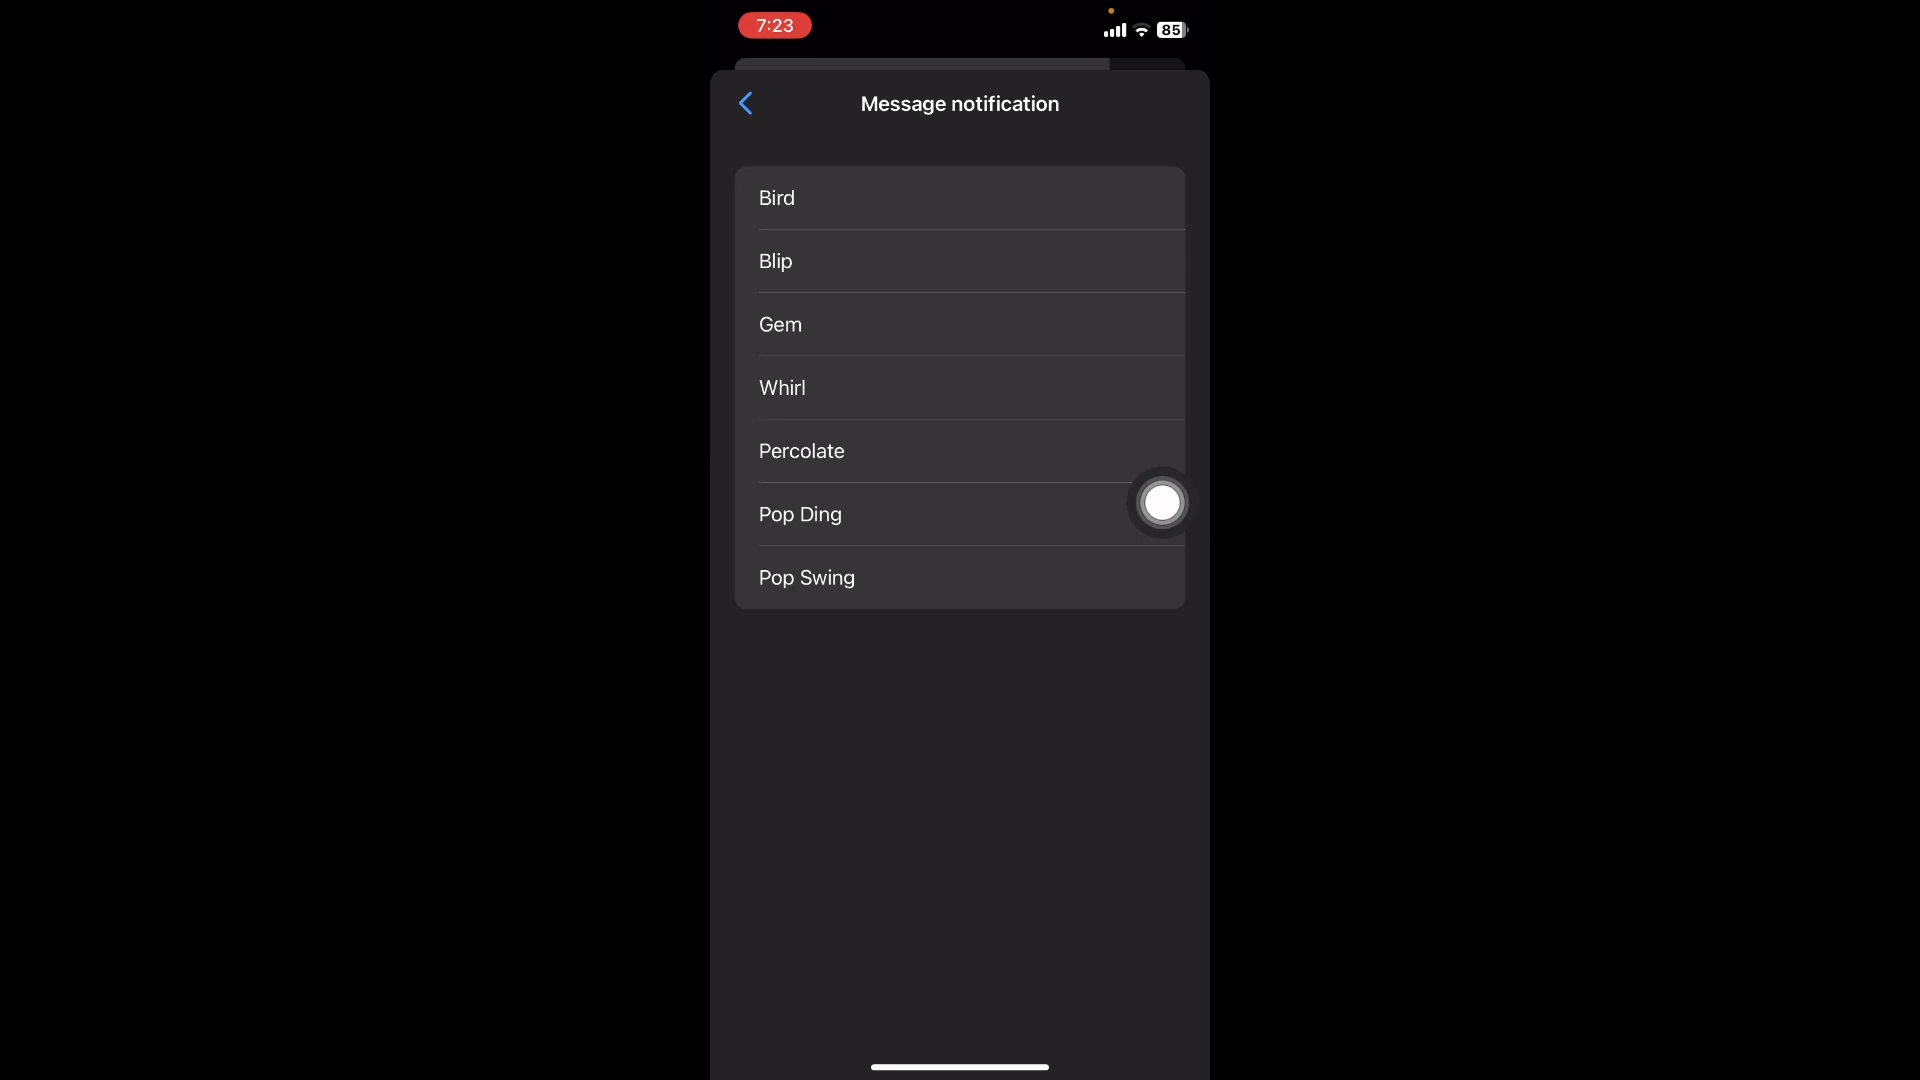 7:23
85
Message notification
Bird
Blip
Gem
Whirl
Percolate
Pop Ding
Pop Swing